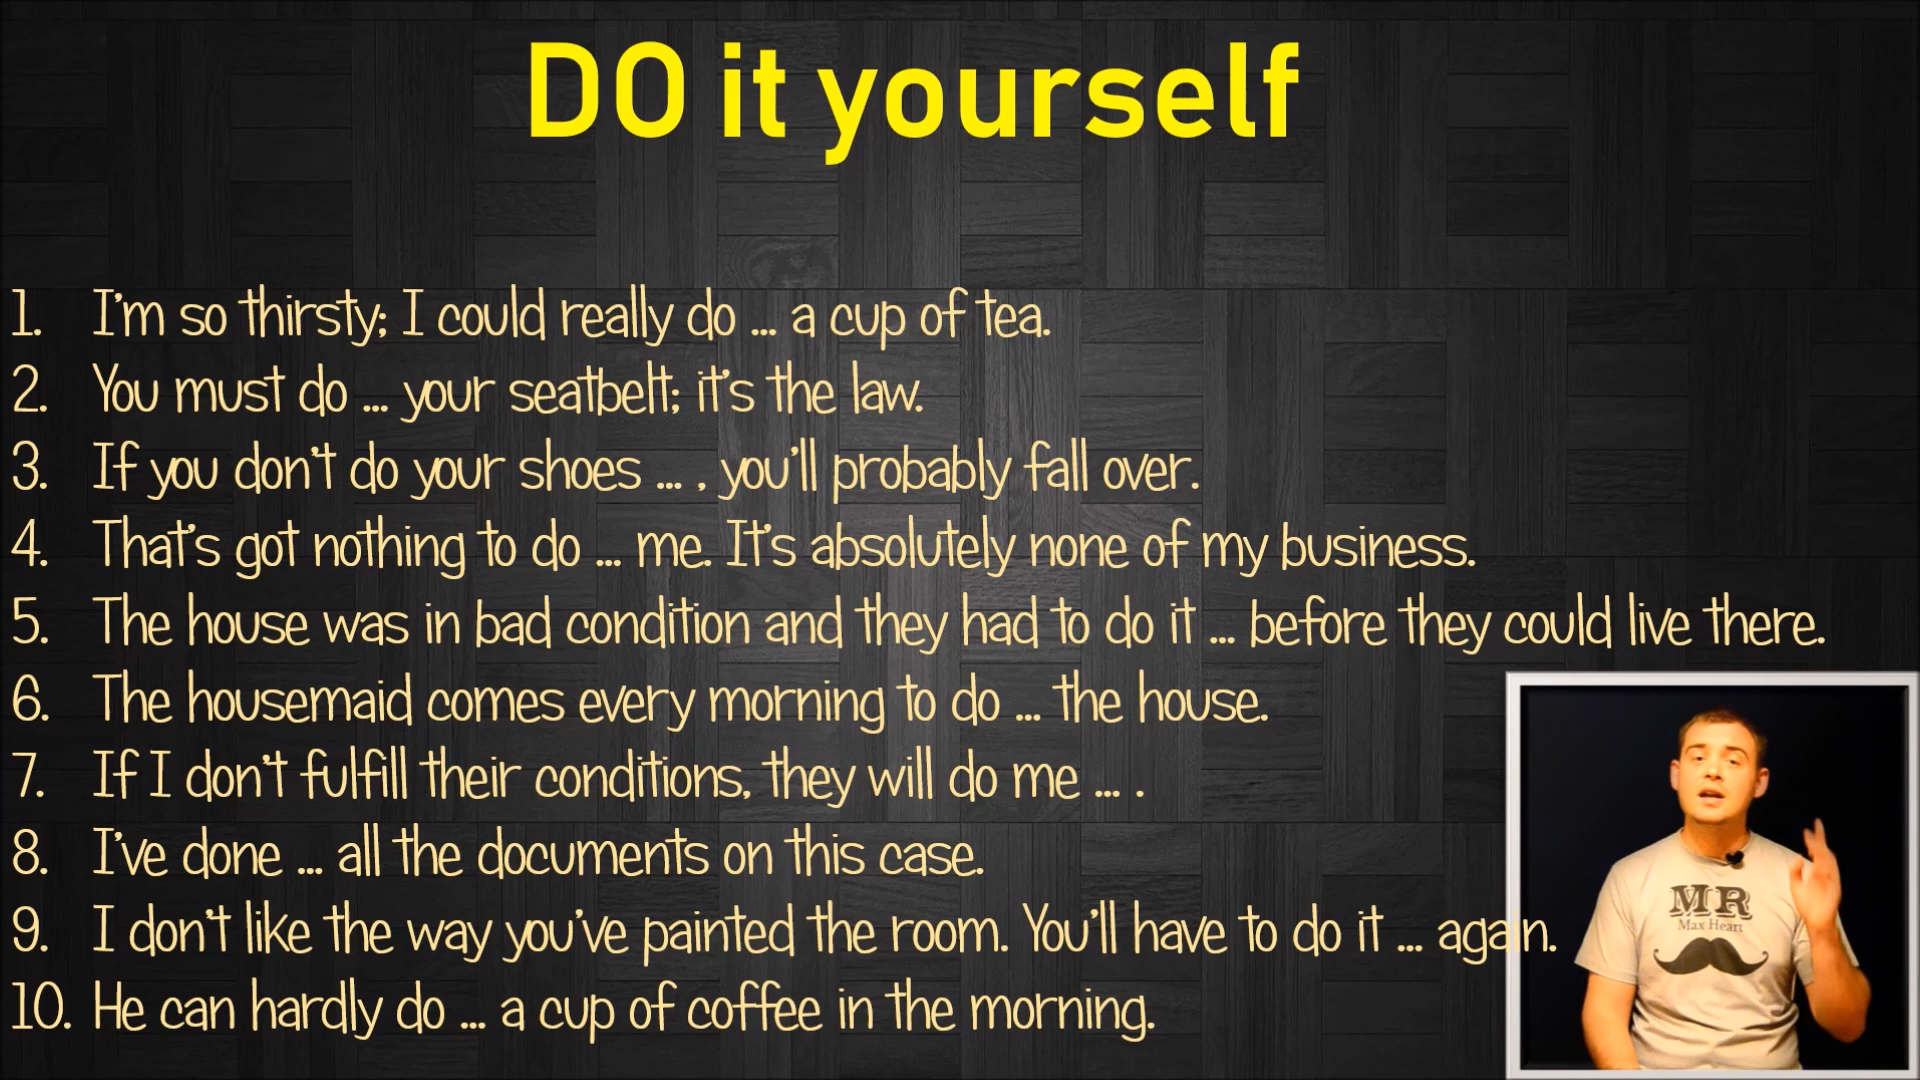 DO it yourself
1. I'm so thirsty; I could really do ... a cup of tea.
2. You must do ... your seatbelt; it's the law.
3. If you don't do your shoes ... , you'll probably fall over.
4. That's got nothing to do ... me. It's absolutely none of my business.
5. The house was in bad condition and they had to do it ... before they could live there.
6. The housemaid comes every morning to do ... the house.
7. If I don't fulfill their conditions, they will do me ... .
8. I've done ... all the documents on this case.
9. I don't like the way you've painted the room. You'll have to do it ... again.
10. He can hardly do ... a cup of coffee in the morning.
MR
Max Heart